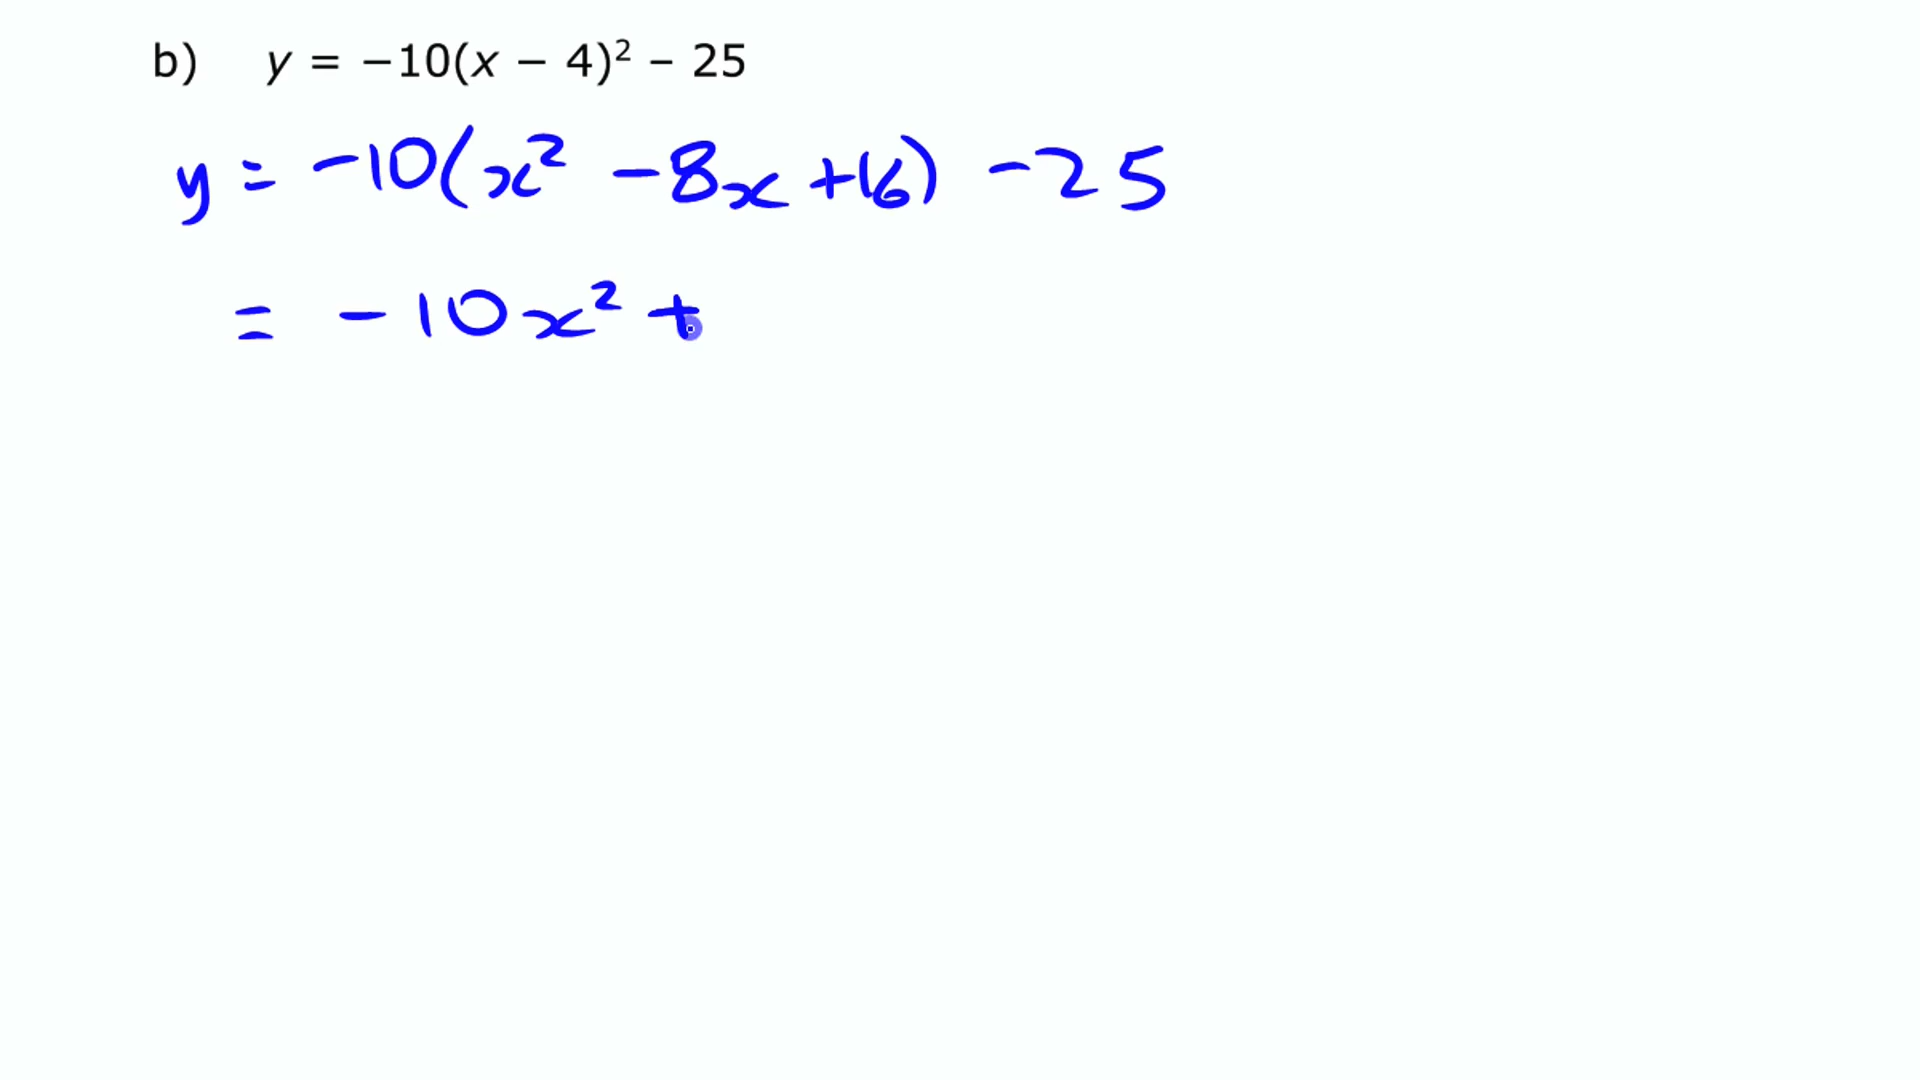 b) y = −10(x − 4)² – 25
y = -10(x² -8x +16) -25
= -10x² +